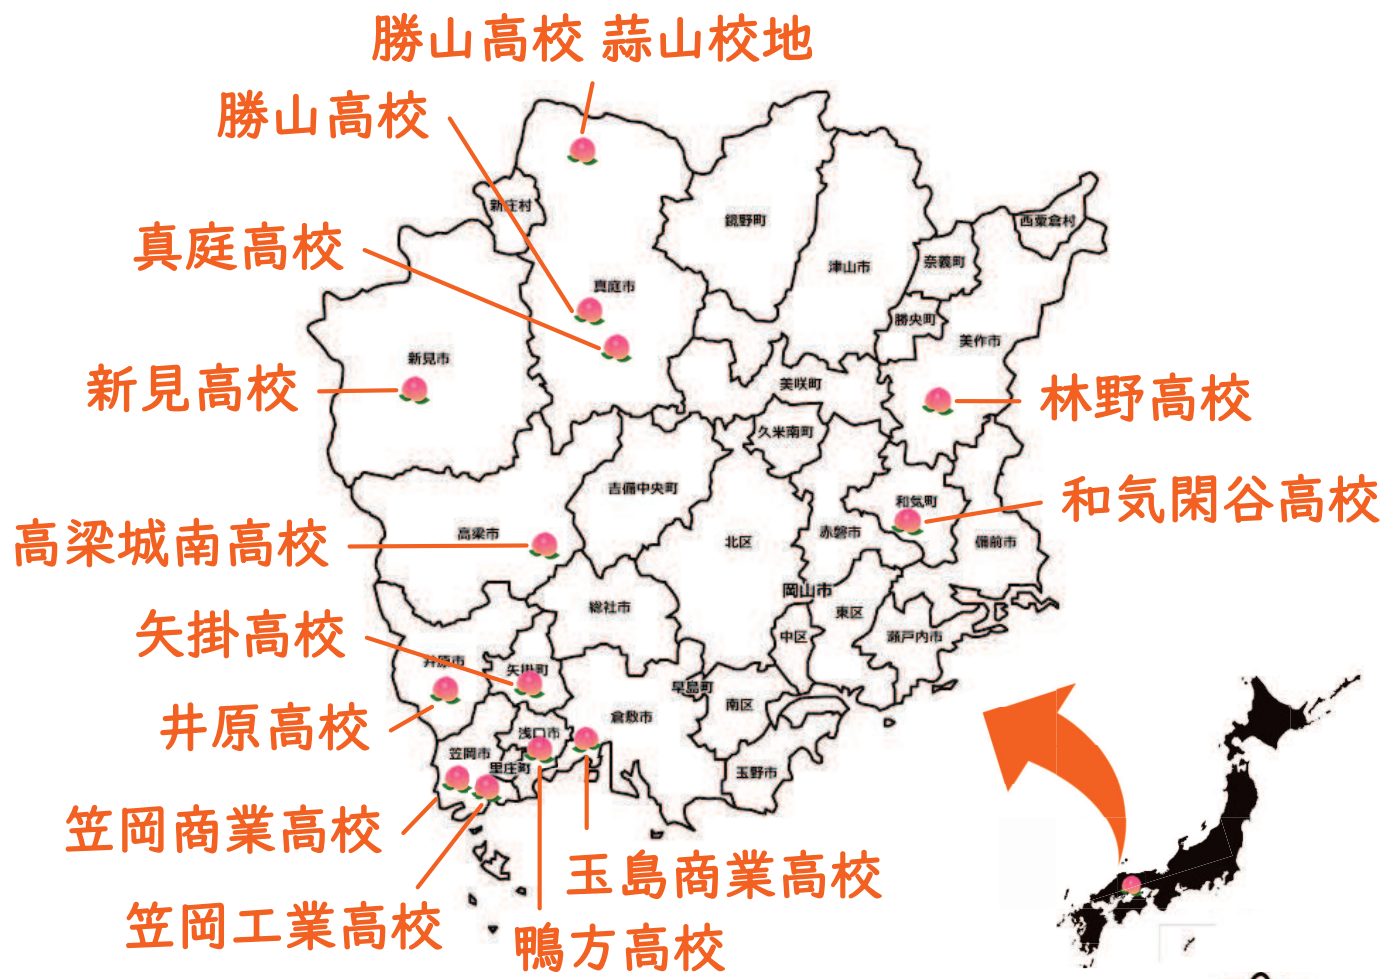 勝山高校 蒜山校地
勝山高校
真庭高校
新見高校
高梁城南高校
矢掛高校
井原高校
笠岡商業高校
笠岡工業高校
鴨方高校
玉島商業高校
林野高校
和気閑谷高校
新庄村
真庭市
鏡野町
津山市
西粟倉村
奈義町
勝央町
美作市
新見市
美咲町
久米南町
吉備中央町
和気町
高梁市
北区
赤磐市
備前市
岡山市
総社市
東区
中区
瀬戸内市
井原市
矢掛町
早島町
南区
倉敷市
浅口市
笠岡市
里庄町
玉野市